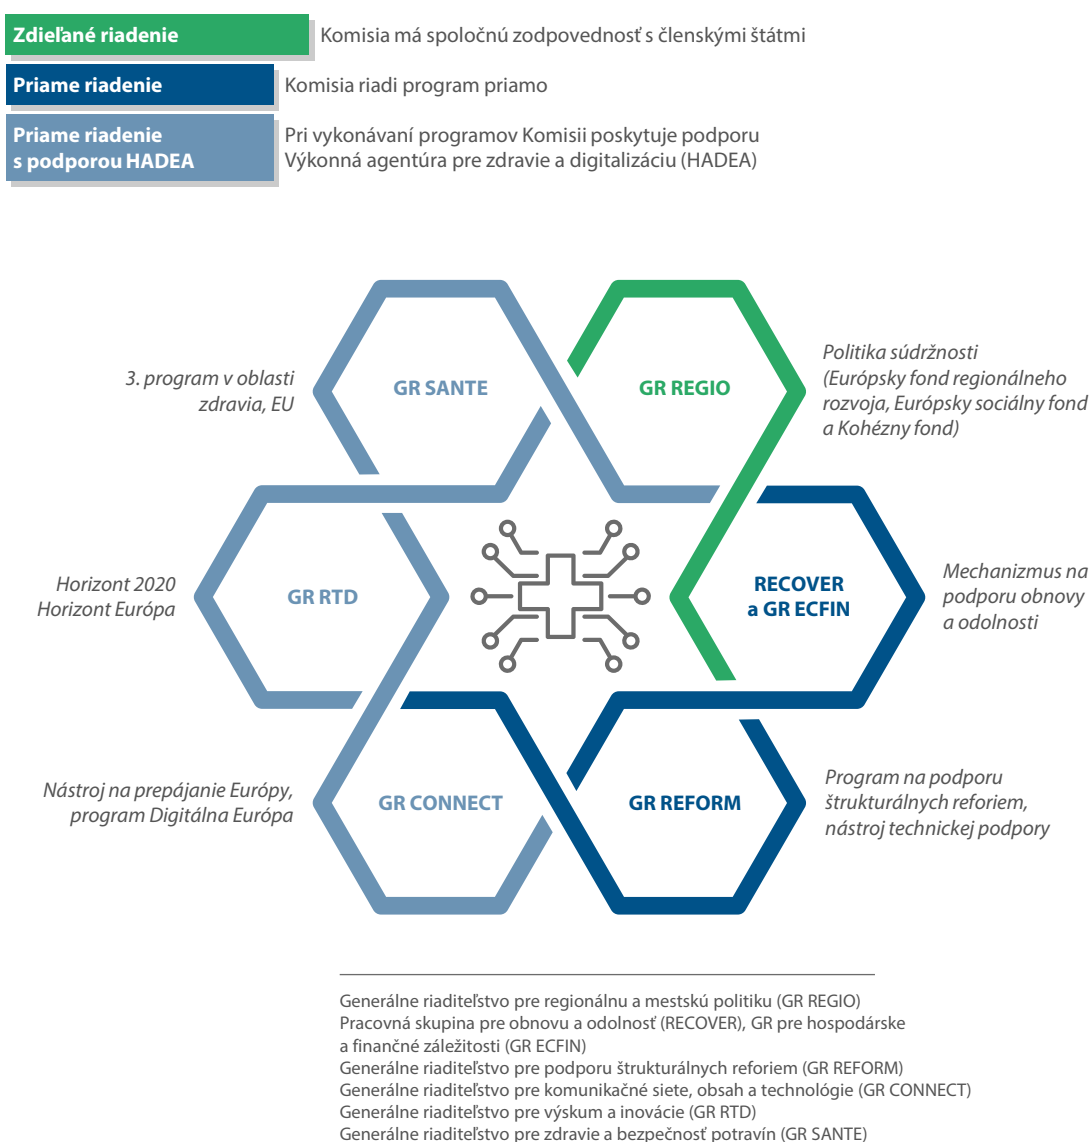 Zdieľané riadenie
Komisia má spoločnú zodpovednosť s členskými štátmi
Priame riadenie
Komisia riadi program priamo
Priame riadenie
s podporou HADEA
Pri vykonávaní programov Komisii poskytuje podporu
Výkonná agentúra pre zdravie a digitalizáciu (HADEA)
3. program v oblasti
zdravia, EU
GR SANTE
GR REGIO
Politika súdržnosti
(Európsky fond regionálneho
rozvoja, Európsky sociálny fond
a Kohézny fond)
Horizont 2020
Horizont Európa
GR RTD
RECOVER
a GR ECFIN
Mechanizmus na
podporu obnovy
a odolnosti
Nástroj na prepájanie Európy,
program Digitálna Európa
GR CONNECT
GR REFORM
Program na podporu
štrukturálnych reforiem,
nástroj technickej podpory
Generálne riaditeľstvo pre regionálnu a mestskú politiku (GR REGIO)
Pracovná skupina pre obnovu a odolnosť (RECOVER), GR pre hospodárske
a finančné záležitosti (GR ECFIN)
Generálne riaditeľstvo pre podporu štrukturálnych reforiem (GR REFORM)
Generálne riaditeľstvo pre komunikačné siete, obsah a technológie (GR CONNECT)
Generálne riaditeľstvo pre výskum a inovácie (GR RTD)
Generálne riaditeľstvo pre zdravie a bezpečnosť potravín (GR SANTE)